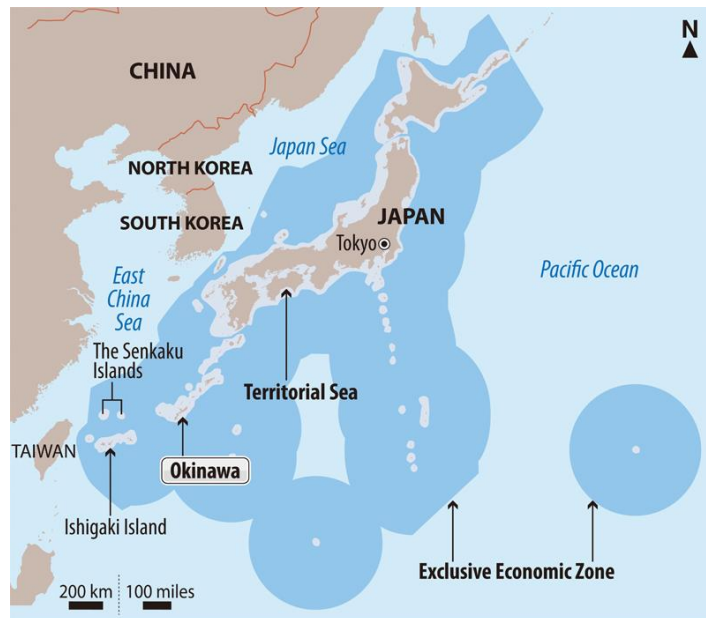 N
CHINA
Japan Sea
NORTH KOREA
SOUTH KOREA
JAPAN
Tokyo
Pacific Ocean
East
China
Sea
The Senkaku
Islands
Territorial Sea
TAIWAN
Okinawa
Ishigaki Island
Exclusive Economic Zone
200 km
100 miles